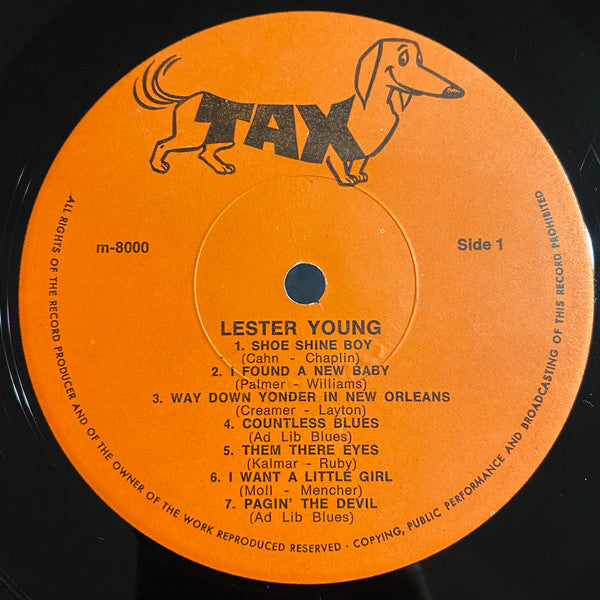 TAX
m-8000
Side 1
LESTER YOUNG
1. SHOE SHINE BOY
(Cahn - Chaplin)
2. I FOUND A NEW BABY
(Palmer - Williams)
3. WAY DOWN YONDER IN NEW ORLEANS
(Creamer - Layton)
4. COUNTLESS BLUES
(Ad Lib Blues)
5. THEM THERE EYES
(Kalmar - Ruby)
6. I WANT A LITTLE GIRL
(Moll - Mencher)
7. PAGIN' THE DEVIL
(Ad Lib Blues)
ALL RIGHTS OF THE RECORD PRODUCER AND OF THE OWNER OF THE WORK REPRODUCED RESERVED · COPYING, PUBLIC PERFORMANCE AND BROADCASTING OF THIS RECORD PROHIBITED